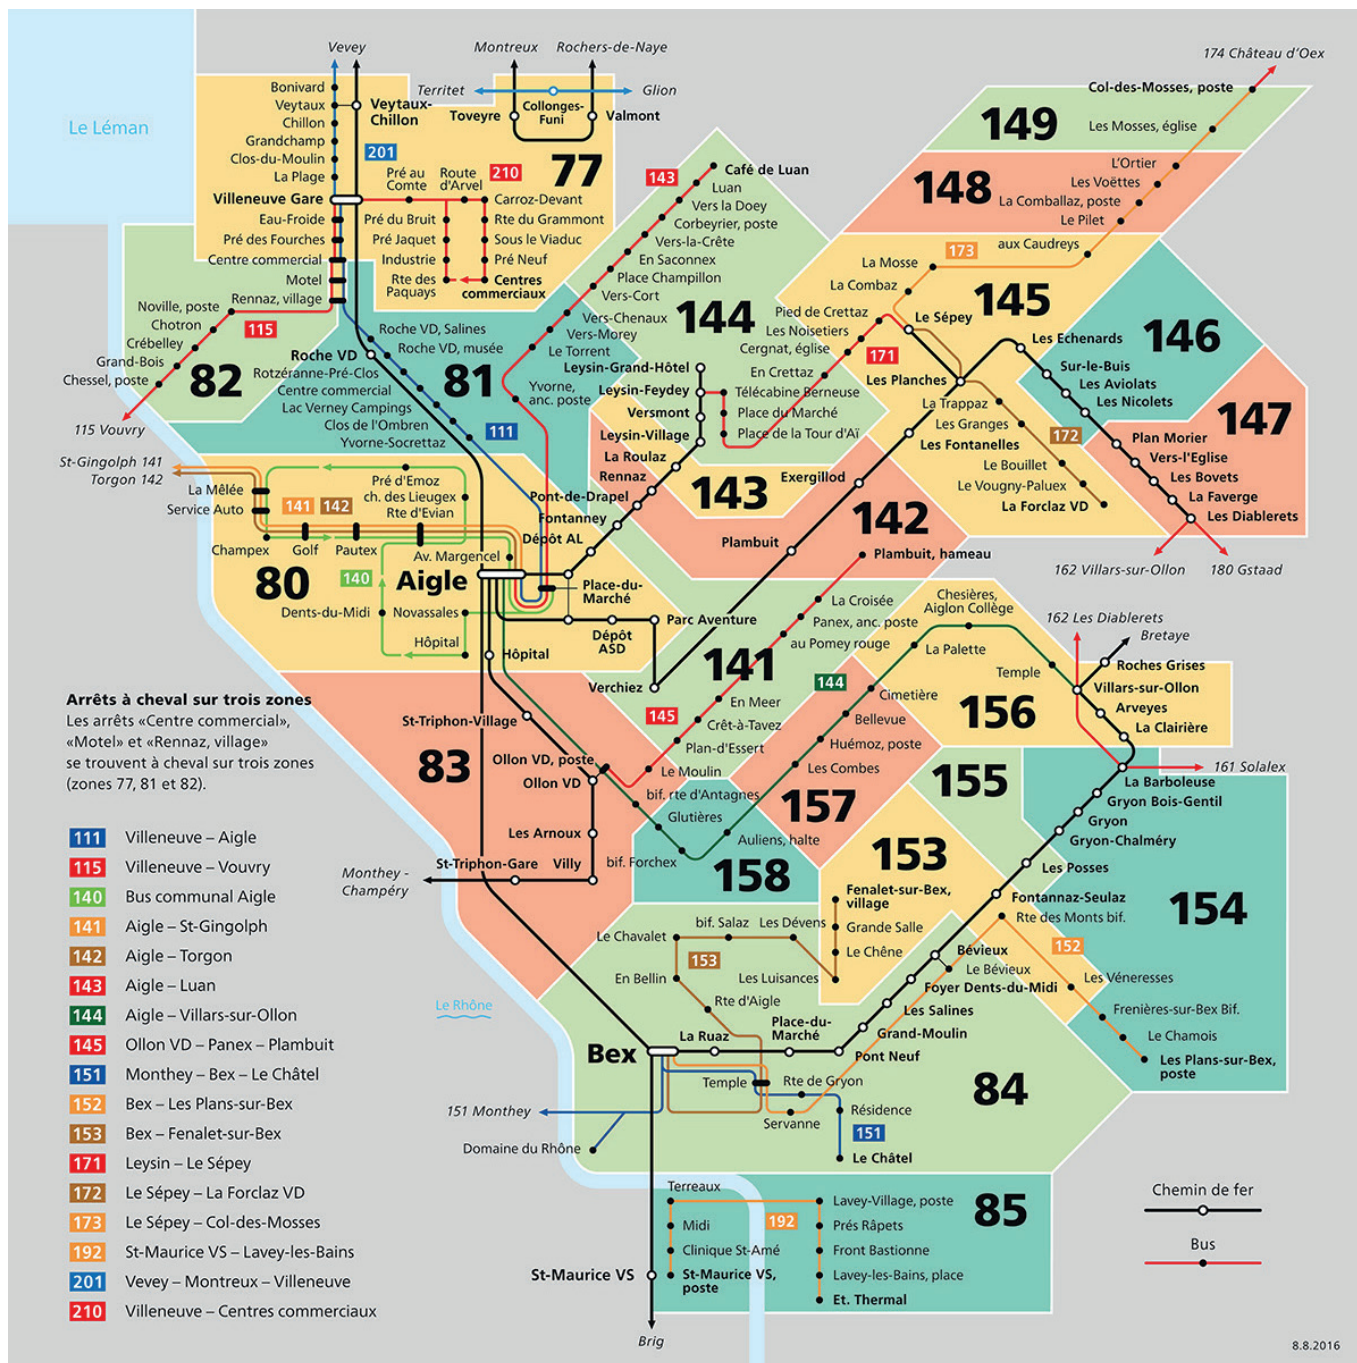 Vevey
Montreux
Rochers-de-Naye
174 Château d'Oex
Bonivard
Veytaux
Veytaux-
Chillon
Chillon
Grandchamp
Clos-du-Moulin
La Plage
201
Territet
Glion
Collonges-
Funi
Toveyre
Valmont
77
Le Léman
Col-des-Mosses, poste
Les Mosses, église
149
L'Ortier
Les Voëttes
La Comballaz, poste
Le Pilet
148
Villeneuve Gare
Eau-Froide
Pré des Fourches
Centre commercial
Motel
Rennaz, village
Pré au
Comte
Route
d'Arvel
210
Carroz-Devant
Pré du Bruit
Rte du Grammont
Pré Jaquet
Sous le Viaduc
Industrie
Pré Neuf
Rte des
Paquays
Centres
commerciaux
143
Café de Luan
Luan
Vers la Doey
Corbeyrier, poste
Vers-la-Crête
En Saconnex
Place Champillon
Vers-Cort
Vers-Chenaux
Vers-Morey
Le Torrent
Yvorne,
anc. poste
144
aux Caudreys
173
La Mosse
La Combaz
145
Le Sépey
Pied de Crettaz
Les Noisetiers
Cergnat, église
171
En Crettaz
Les Planches
Les Echenards
146
Sur-le-Buis
Les Aviolats
Les Nicolets
147
Plan Morier
Vers-l'Eglise
Les Bovets
La Faverge
Les Diablerets
162 Villars-sur-Ollon
180 Gstaad
La Trappaz
Les Granges
172
Les Fontanelles
Le Bouillet
Le Vougny-Paluex
La Forclaz VD
Noville, poste
Chotron
Crébelley
Grand-Bois
Chessel, poste
115
82
115 Vouvry
Roche VD, Salines
Roche VD, musée
Roche VD
Rotzéranne-Pré-Clos
Centre commercial
Lac Verney Campings
Clos de l'Ombren
Yvorne-Socrettaz
81
111
Leysin-Grand-Hôtel
Leysin-Feydey
Versmont
Leysin-Village
La Roulaz
Rennaz
Pont-de-Drapel
Fontanney
Dépôt AL
Télécabine Berneuse
Place du Marché
Place de la Tour d'Aï
143
Exergillod
142
Plambuit
Plambuit, hameau
St-Gingolph 141
Torgon 142
La Mêlée
Service Auto
141
142
Pré d'Emoz
ch. des Lieugex
Rte d'Evian
Champex
Golf
Pautex
Av. Margencel
80
140
Aigle
Place-du-
Marché
Dents-du-Midi
Novassales
Hôpital
Hôpital
Dépôt
ASD
Parc Aventure
Verchiez
La Croisée
Panex, anc. poste
au Pomey rouge
141
En Meer
Crêt-à-Tavez
Plan-d'Essert
Le Moulin
145
Chesières,
Aiglon Collège
La Palette
Temple
144
Cimetière
Bellevue
Huémoz, poste
Les Combes
157
156
162 Les Diablerets
Bretaye
Roches Grises
Villars-sur-Ollon
Arveyes
La Clairière
161 Solalex
La Barboleuse
Gryon Bois-Gentil
Gryon
Gryon-Chalméry
Les Posses
Fontannaz-Seulaz
Rte des Monts bif.
155
154
Arrêts à cheval sur trois zones
Les arrêts «Centre commercial»,
«Motel» et «Rennaz, village»
se trouvent à cheval sur trois zones
(zones 77, 81 et 82).
St-Triphon-Village
83
Ollon VD, poste
Ollon VD
Les Arnoux
St-Triphon-Gare
Villy
Monthey -
Champéry
bif. rte d'Antagnes
Glutières
bif. Forchex
Auliens, halte
158
153
Fenalet-sur-Bex,
village
Grande Salle
Le Chêne
Le Chavalet
bif. Salaz
Les Dévens
153
En Bellin
Les Luisances
Rte d'Aigle
152
Bévieux
Le Bévieux
Foyer Dents-du-Midi
Les Salines
Grand-Moulin
Pont Neuf
Les Véneresses
Frenières-sur-Bex Bif.
Le Chamois
Les Plans-sur-Bex,
poste
Le Rhône
Bex
La Ruaz
Place-du-
Marché
Temple
Rte de Gryon
Servanne
Résidence
151
Le Châtel
84
151 Monthey
Domaine du Rhône
Terreaux
Midi
Clinique St-Amé
St-Maurice VS,
poste
192
Lavey-Village, poste
Prés Râpets
Front Bastionne
Lavey-les-Bains, place
Et. Thermal
85
St-Maurice VS
Brig
111 Villeneuve – Aigle
115 Villeneuve – Vouvry
140 Bus communal Aigle
141 Aigle – St-Gingolph
142 Aigle – Torgon
143 Aigle – Luan
144 Aigle – Villars-sur-Ollon
145 Ollon VD – Panex – Plambuit
151 Monthey – Bex – Le Châtel
152 Bex – Les Plans-sur-Bex
153 Bex – Fenalet-sur-Bex
171 Leysin – Le Sépey
172 Le Sépey – La Forclaz VD
173 Le Sépey – Col-des-Mosses
192 St-Maurice VS – Lavey-les-Bains
201 Vevey – Montreux – Villeneuve
210 Villeneuve – Centres commerciaux
Chemin de fer
Bus
8.8.2016